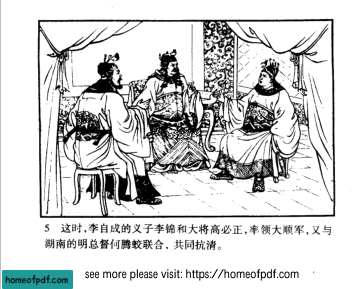 5 这时,李自成的义子李锦和大将高必正,率领大顺军,又与
湖南的明总督何腾蛟联合,共同抗清。
homeofpdf.com
see more please visit: https://homeofpdf.com